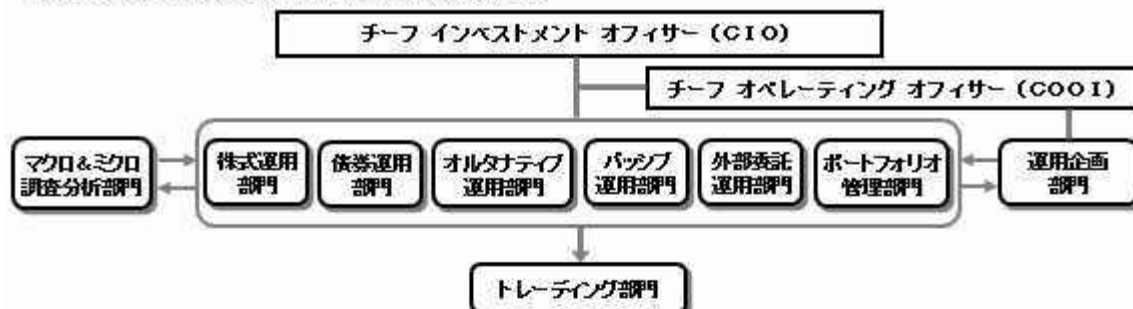 チーフ インベストメント オフィサー(CIO)
チーフ オペレーティング オフィサー(COOI)
マクロ&ミクロ
調査分析部門
株式運用
部門
債券運用
部門
オルタナティブ
運用部門
パッシブ
運用部門
外部委託
運用部門
ポートフォリオ
管理部門
運用企画
部門
トレーディング部門